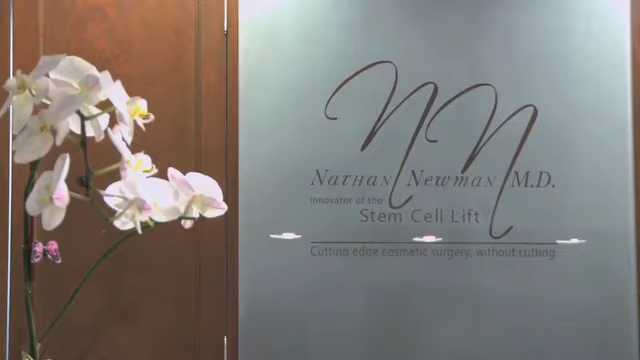 NN
Nathan Newman M.D.
Innovator of the
Stem Cell Lift
Cutting edge cosmetic surgery, without cutting.